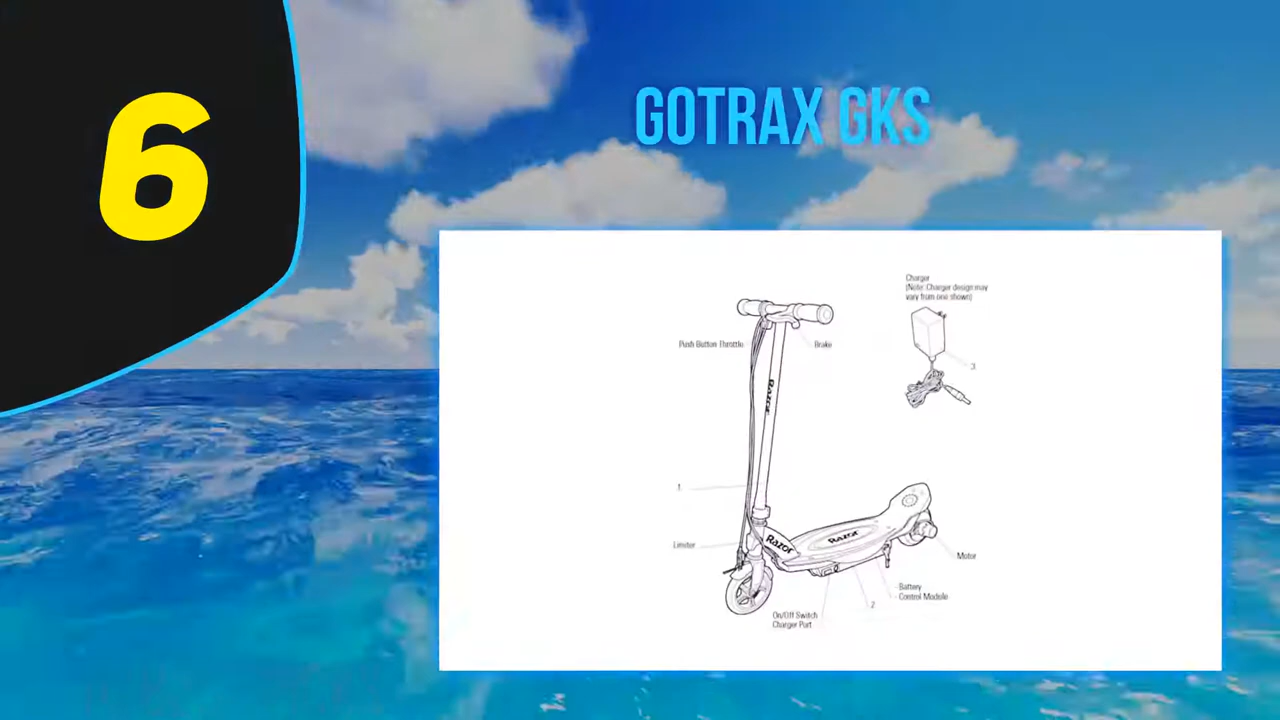 6
GOTRAX GKS
Charger
(Note: Charger design may
vary from one shown)
Push Button Throttle
Brake
3
Razor
1
Limiter
Razor
Razor
Motor
Battery
Control Module
2
On/Off Switch
Charger Port